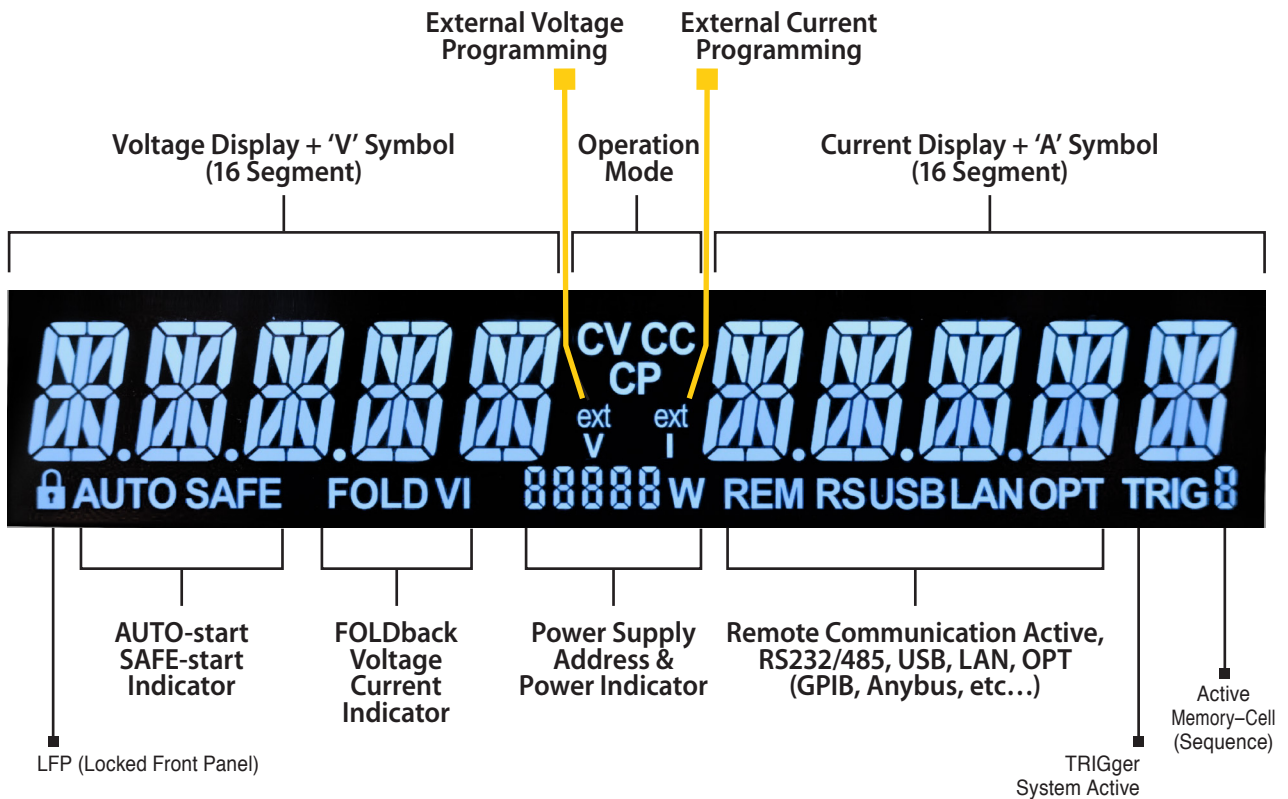 External Voltage
Programming
External Current
Programming
Voltage Display + ‘V’ Symbol
(16 Segment)
Operation
Mode
Current Display + ‘A’ Symbol
(16 Segment)
CV CC
CP
ext
V
ext
I
AUTO SAFE
FOLD VI
88888 W
REM RS USB LAN OPT
TRIG 8
AUTO-start
SAFE-start
Indicator
FOLDback
Voltage
Current
Indicator
Power Supply
Address &
Power Indicator
Remote Communication Active,
RS232/485, USB, LAN, OPT
(GPIB, Anybus, etc…)
Active
Memory–Cell
(Sequence)
LFP (Locked Front Panel)
TRIGger
System Active